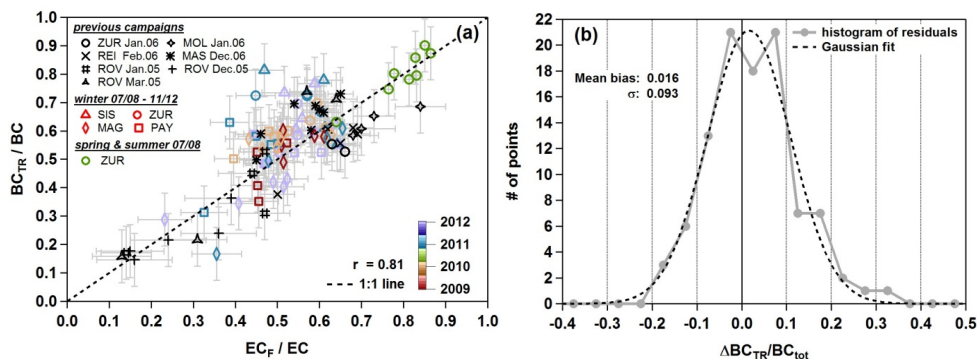 (a)
previous campaigns
ZUR Jan.06 MOL Jan.06
REI Feb.06 MAS Dec.06
ROV Jan.05 ROV Dec.05
ROV Mar.05
winter 07/08 - 11/12
SIS ZUR
MAG PAY
spring & summer 07/08
ZUR
2012
2011
2010
2009
r = 0.81
1:1 line
BC_TR / BC
1.0
0.9
0.8
0.7
0.6
0.5
0.4
0.3
0.2
0.1
0.0
0.0 0.1 0.2 0.3 0.4 0.5 0.6 0.7 0.8 0.9 1.0
EC_F / EC
(b)
histogram of residuals
Gaussian fit
Mean bias: 0.016
σ: 0.093
# of points
22
20
18
16
14
12
10
8
6
4
2
0
-0.4 -0.3 -0.2 -0.1 0.0 0.1 0.2 0.3 0.4 0.5
ΔBC_TR/BC_tot